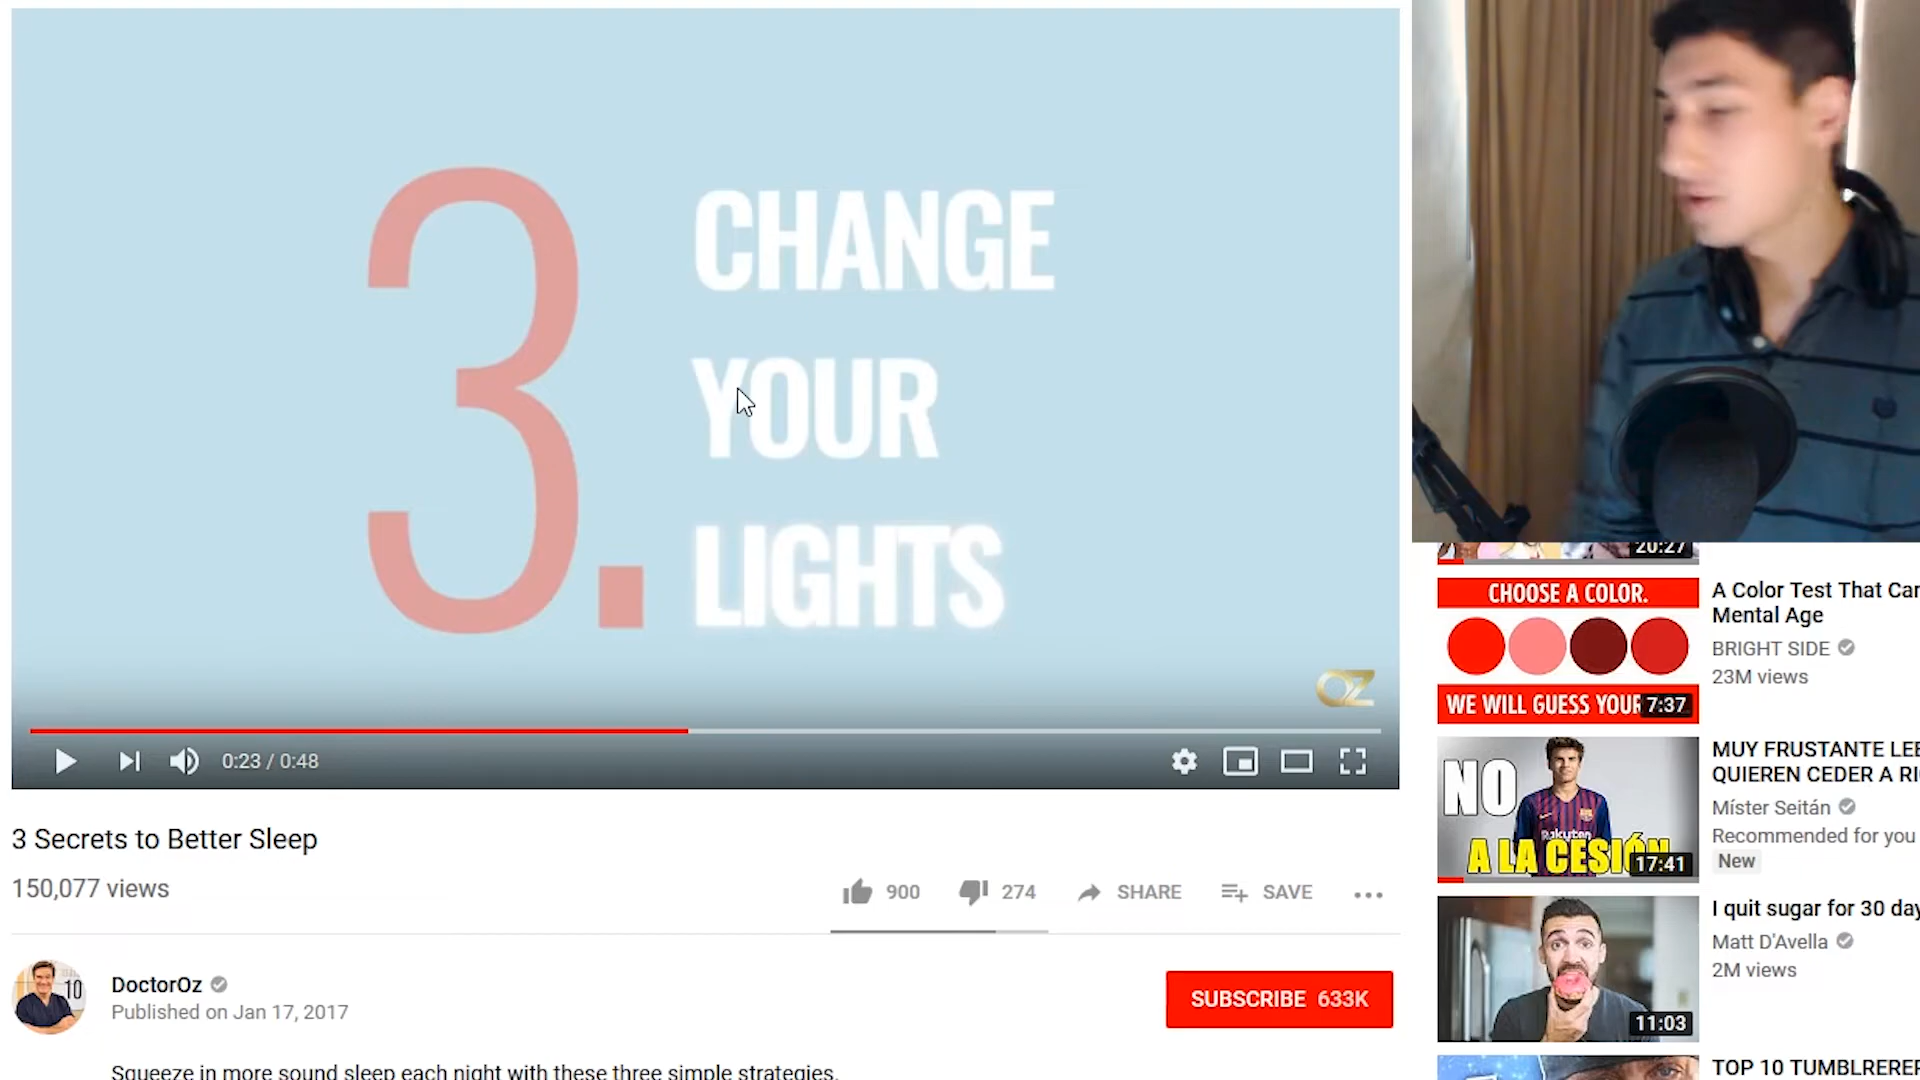 3.
CHANGE
YOUR
LIGHTS
OZ
0:23 / 0:48
3 Secrets to Better Sleep
150,077 views
900
274
SHARE
SAVE
10
DoctorOz
Published on Jan 17, 2017
SUBSCRIBE 633K
Squeeze in more sound sleep each night with these three simple strategies.
20:27
CHOOSE A COLOR.
WE WILL GUESS YOUR
7:37
A Color Test That Can
Mental Age
BRIGHT SIDE
23M views
NO
Rakuten
A LA CESIÓN
17:41
MUY FRUSTANTE LEE
QUIEREN CEDER A RI
Míster Seitán
Recommended for you
New
11:03
I quit sugar for 30 day
Matt D'Avella
2M views
TOP 10 TUMBLRERER